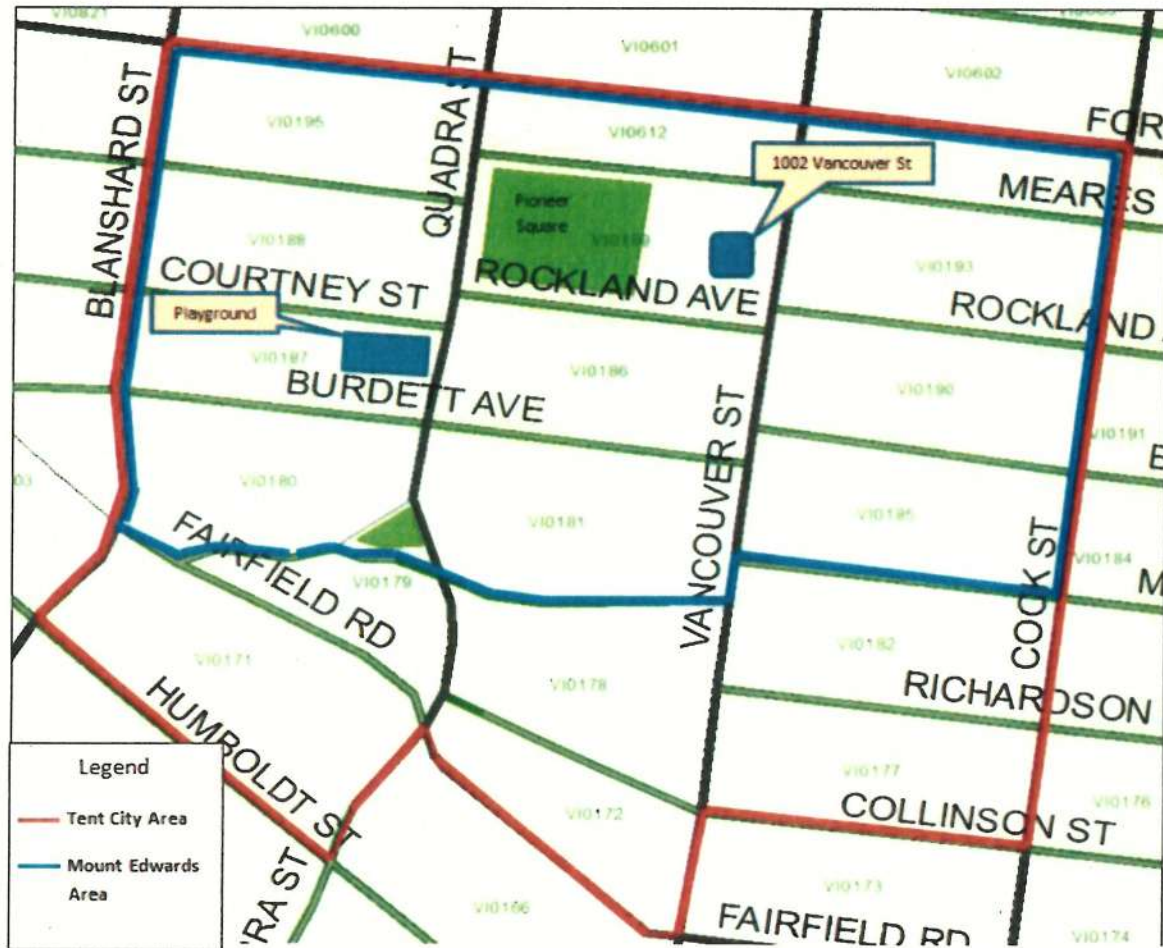 VI0821
VI0600
VI0601
VI0602
BLANSHARD ST
QUADRA ST
VI0195
VI0612
FOR
1002 Vancouver St
MEARES
Pioneer
Square
VI0188
VI0193
COURTNEY ST
ROCKLAND AVE
ROCKLAND
Playground
VI0187
VI0186
VI0190
BURDETT AVE
VI0191
VANCOUVER ST
VI0180
VI0181
VI0185
FAIRFIELD RD
VI0179
VI0184
COOK ST
M
VI0182
VI0171
VI0178
RICHARDSON
HUMBOLDT ST
Legend
Tent City Area
Mount Edwards
Area
VI0177
VI0176
VI0172
COLLINSON ST
VI0173
VI0166
RA ST
FAIRFIELD RD
VI0174